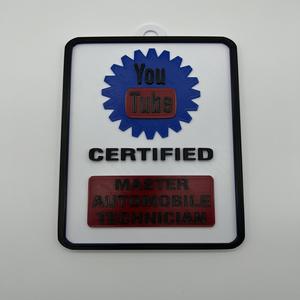 You
Tube
CERTIFIED
MASTER
AUTOMOBILE
TECHNICIAN